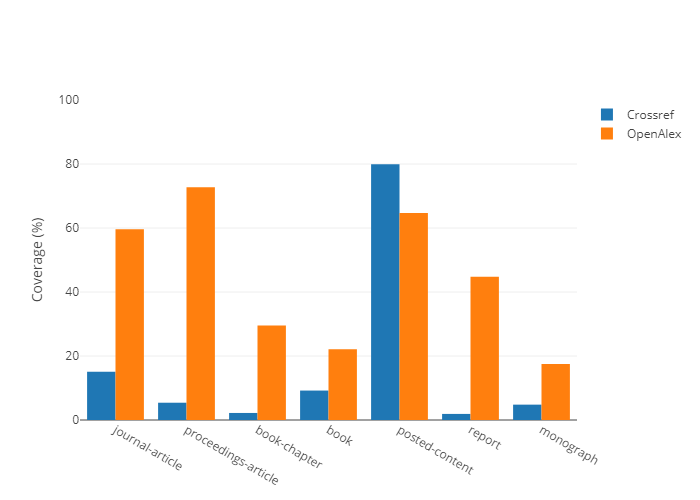 100
80
60
40
20
0
Coverage (%)
journal-article
proceedings-article
book-chapter
book
posted-content
report
monograph
Crossref
OpenAlex